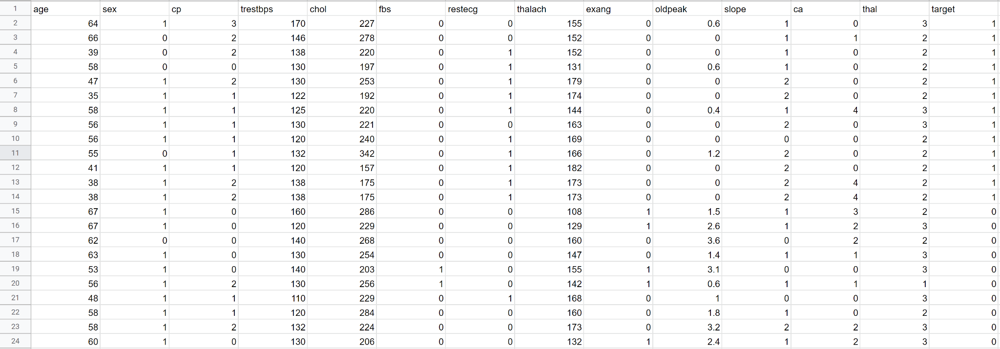 1 age sex cp trestbps chol fbs restecg thalach exang oldpeak slope ca thal target
2 64 1 3 170 227 0 0 155 0 0.6 1 0 3 1
3 66 0 2 146 278 0 0 152 0 0 1 1 2 1
4 39 0 2 138 220 0 1 152 0 0 1 0 2 1
5 58 0 0 130 197 0 1 131 0 0.6 1 0 2 1
6 47 1 2 130 253 0 1 179 0 0 2 0 2 1
7 35 1 1 122 192 0 1 174 0 0 2 0 2 1
8 58 1 1 125 220 0 1 144 0 0.4 1 4 3 1
9 56 1 1 130 221 0 0 163 0 0 2 0 3 1
10 56 1 1 120 240 0 1 169 0 0 0 0 2 1
11 55 0 1 132 342 0 1 166 0 1.2 2 0 2 1
12 41 1 1 120 157 0 1 182 0 0 2 0 2 1
13 38 1 2 138 175 0 1 173 0 0 2 4 2 1
14 38 1 2 138 175 0 1 173 0 0 2 4 2 1
15 67 1 0 160 286 0 0 108 1 1.5 1 3 2 0
16 67 1 0 120 229 0 0 129 1 2.6 1 2 3 0
17 62 0 0 140 268 0 0 160 0 3.6 0 2 2 0
18 63 1 0 130 254 0 0 147 0 1.4 1 1 3 0
19 53 1 0 140 203 1 0 155 1 3.1 0 0 3 0
20 56 1 2 130 256 1 0 142 1 0.6 1 1 1 0
21 48 1 1 110 229 0 1 168 0 1 0 0 3 0
22 58 1 1 120 284 0 0 160 0 1.8 1 0 2 0
23 58 1 2 132 224 0 0 173 0 3.2 2 2 3 0
24 60 1 0 130 206 0 0 132 1 2.4 1 2 3 0